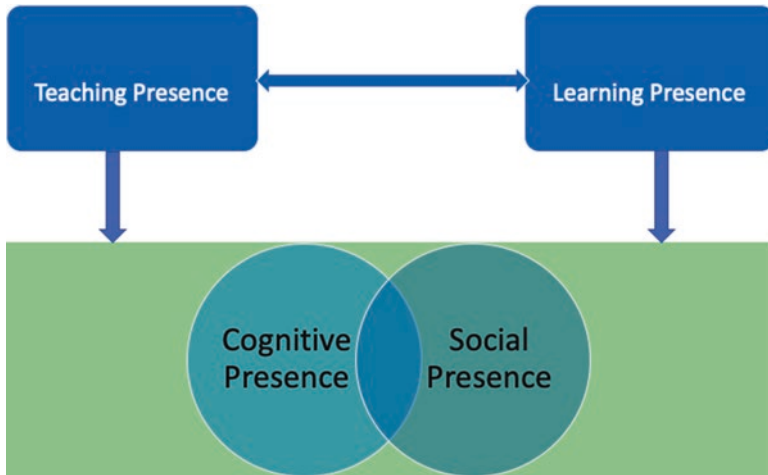 Teaching Presence
Learning Presence
Cognitive
Presence
Social
Presence